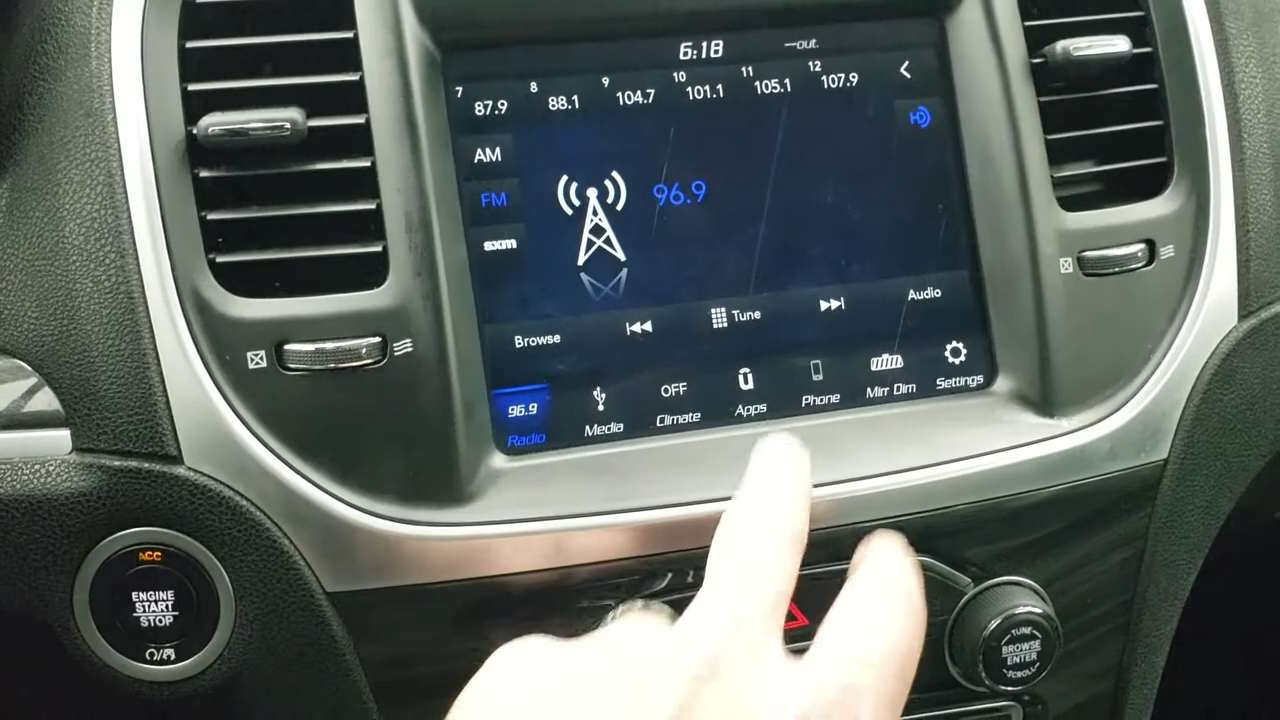 6:18 --out.
7 87.9 8 88.1 9 104.7 10 101.1 11 105.1 12 107.9
HD
AM
FM
sxm
96.9
Browse Tune Audio
96.9 OFF
Radio Media Climate Apps Phone Mirr Dim Settings
ACC
ENGINE
START
STOP
TUNE
BROWSE
ENTER
SCROLL